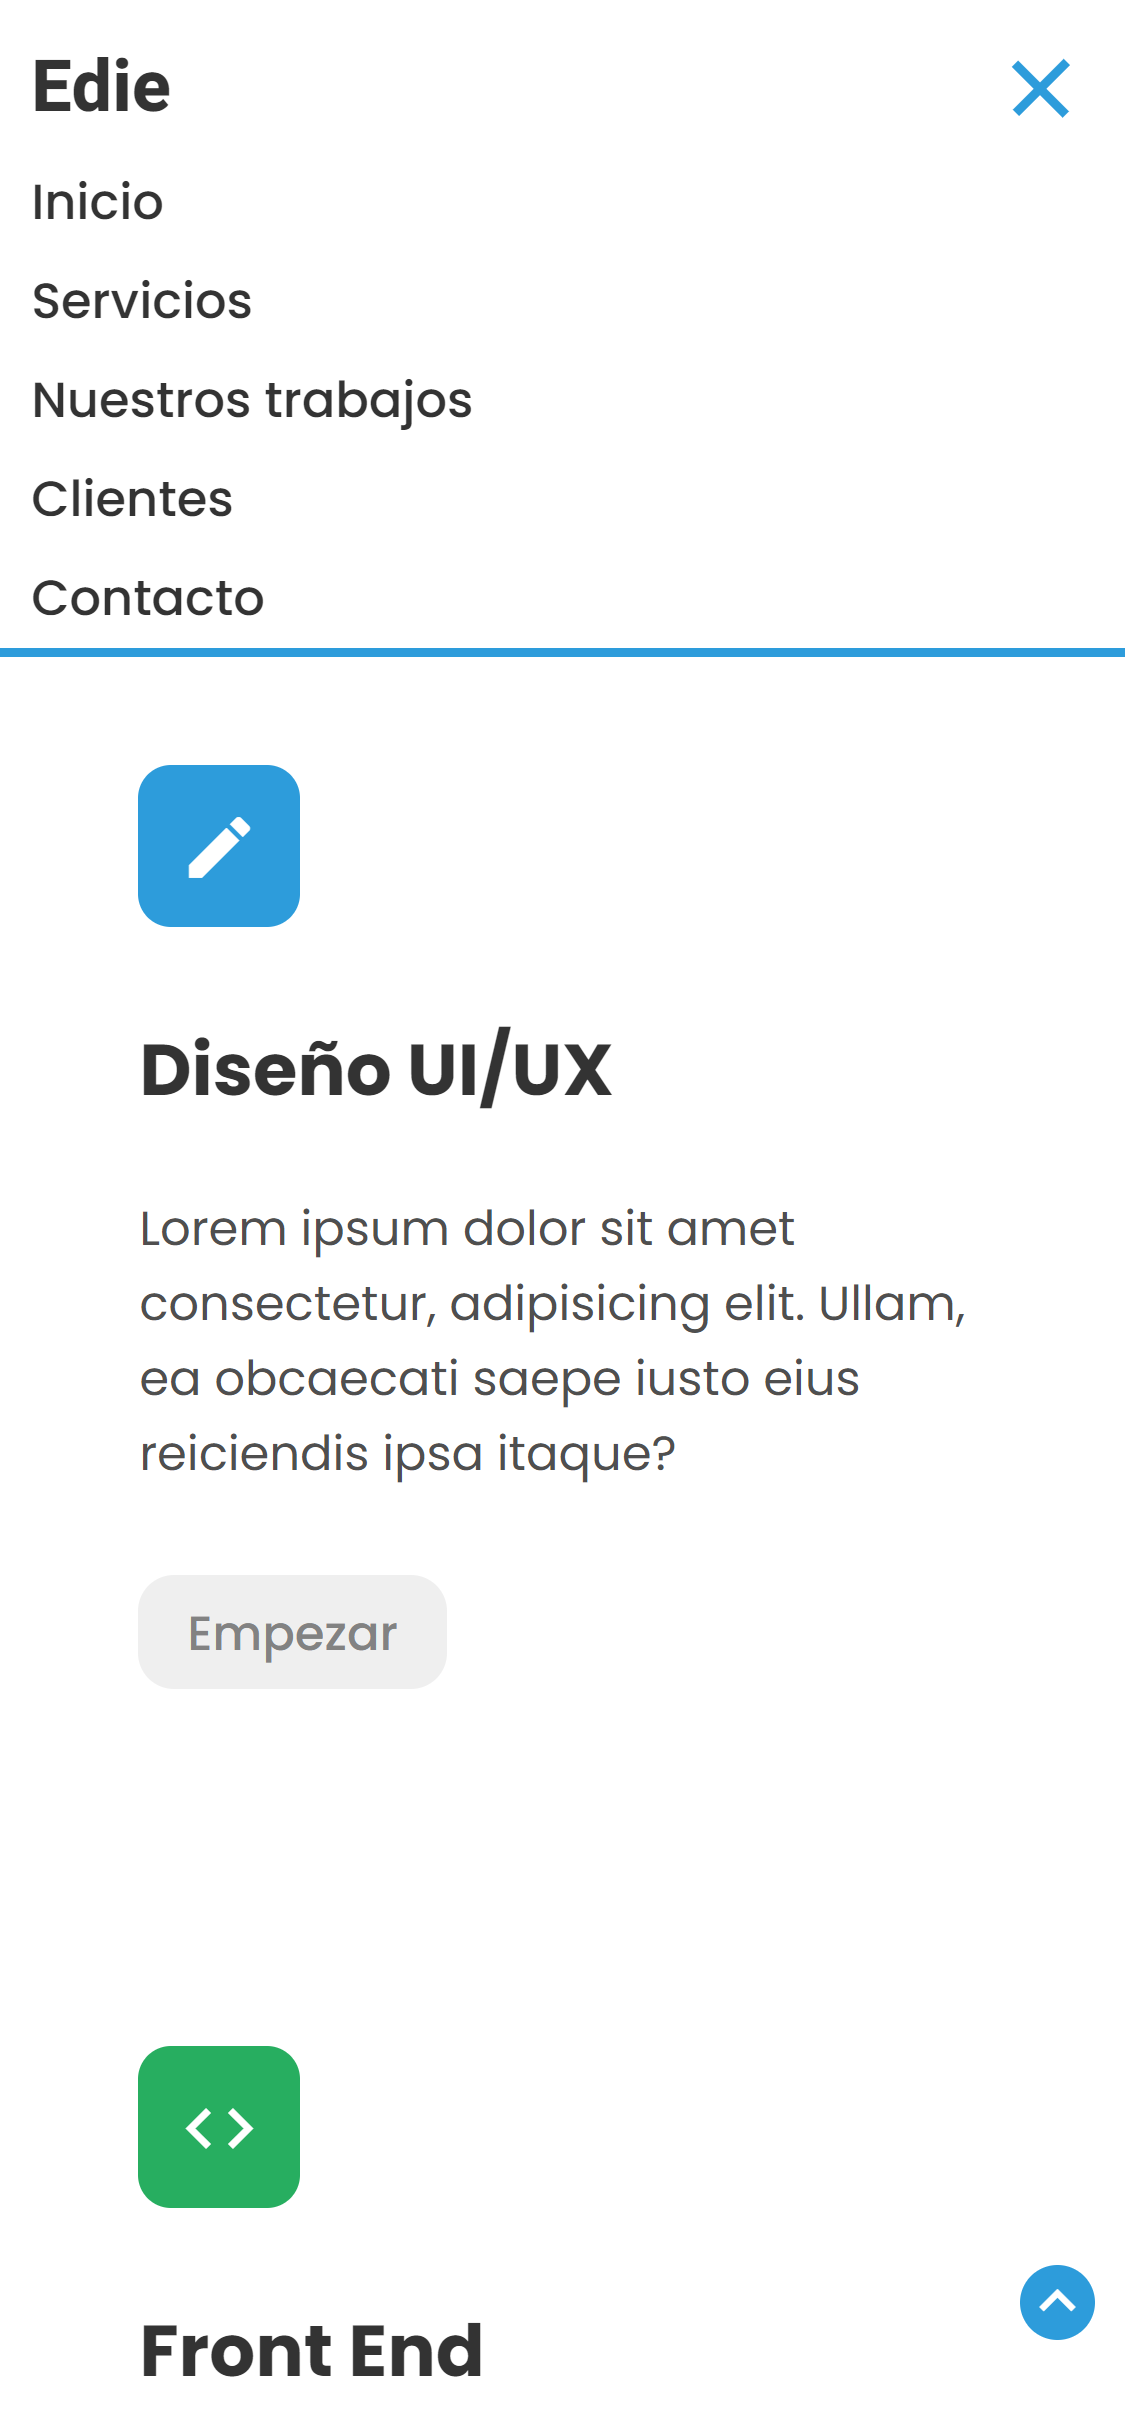 Edie
Inicio
Servicios
Nuestros trabajos
Clientes
Contacto
Diseño UI/UX
Lorem ipsum dolor sit amet
consectetur, adipisicing elit. Ullam,
ea obcaecati saepe iusto eius
reiciendis ipsa itaque?
Empezar
Front End